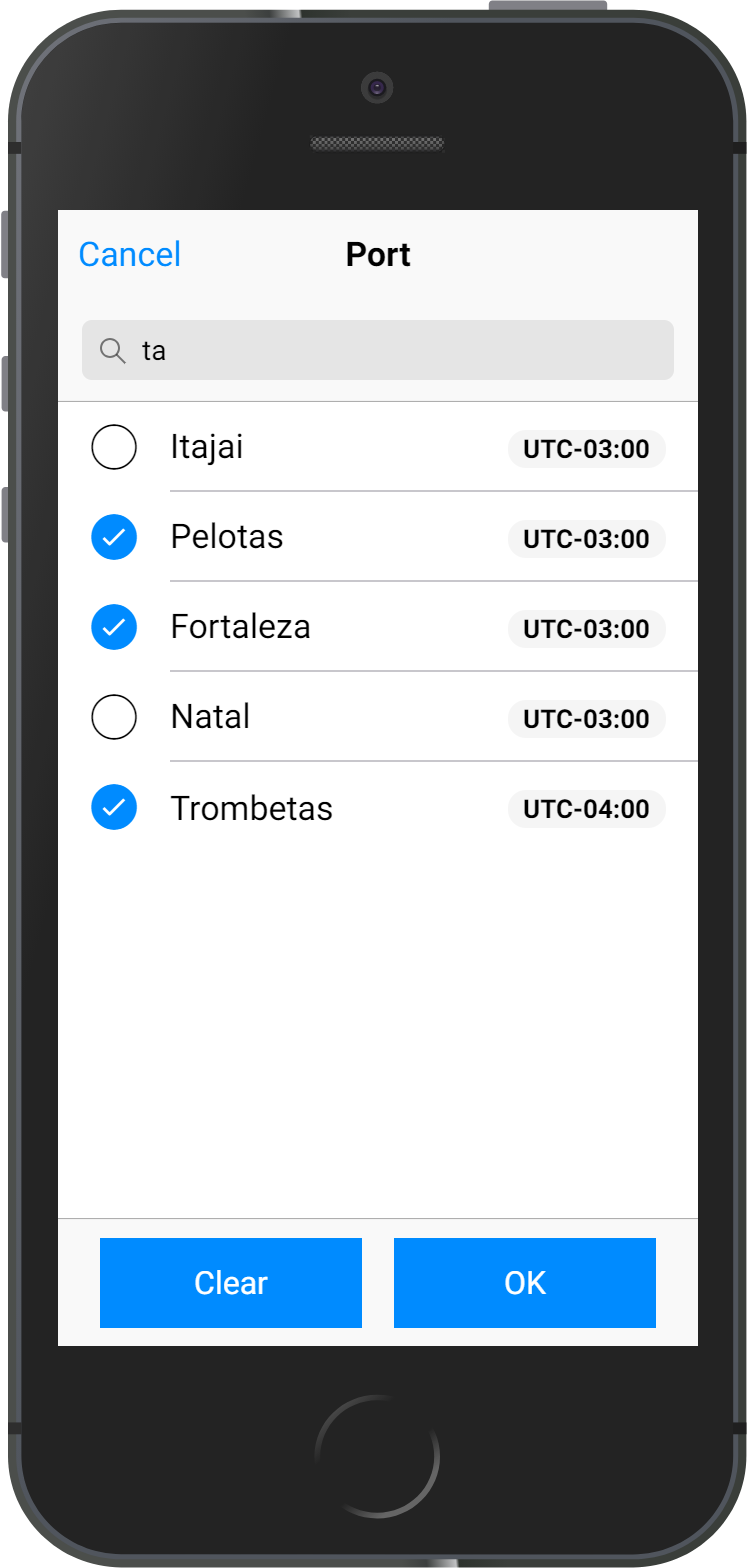 Cancel Port
ta
Itajai UTC-03:00
Pelotas UTC-03:00
Fortaleza UTC-03:00
Natal UTC-03:00
Trombetas UTC-04:00
Clear OK